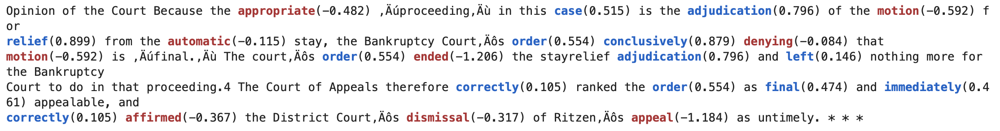 Opinion of the Court Because the appropriate(−0.482) ‚Äúproceeding‚Äù in this case(0.515) is the adjudication(0.796) of the motion(−0.592) f
or
relief(0.899) from the automatic(−0.115) stay, the Bankruptcy Court‚Äôs order(0.554) conclusively(0.879) denying(−0.084) that
motion(−0.592) is ‚Äúfinal.‚Äù The court‚Äôs order(0.554) ended(−1.206) the stayrelief adjudication(0.796) and left(0.146) nothing more for
the Bankruptcy
Court to do in that proceeding.4 The Court of Appeals therefore correctly(0.105) ranked the order(0.554) as final(0.474) and immediately(0.4
61) appealable, and
correctly(0.105) affirmed(−0.367) the District Court‚Äôs dismissal(−0.317) of Ritzen‚Äôs appeal(−1.184) as untimely. ∗ ∗ ∗